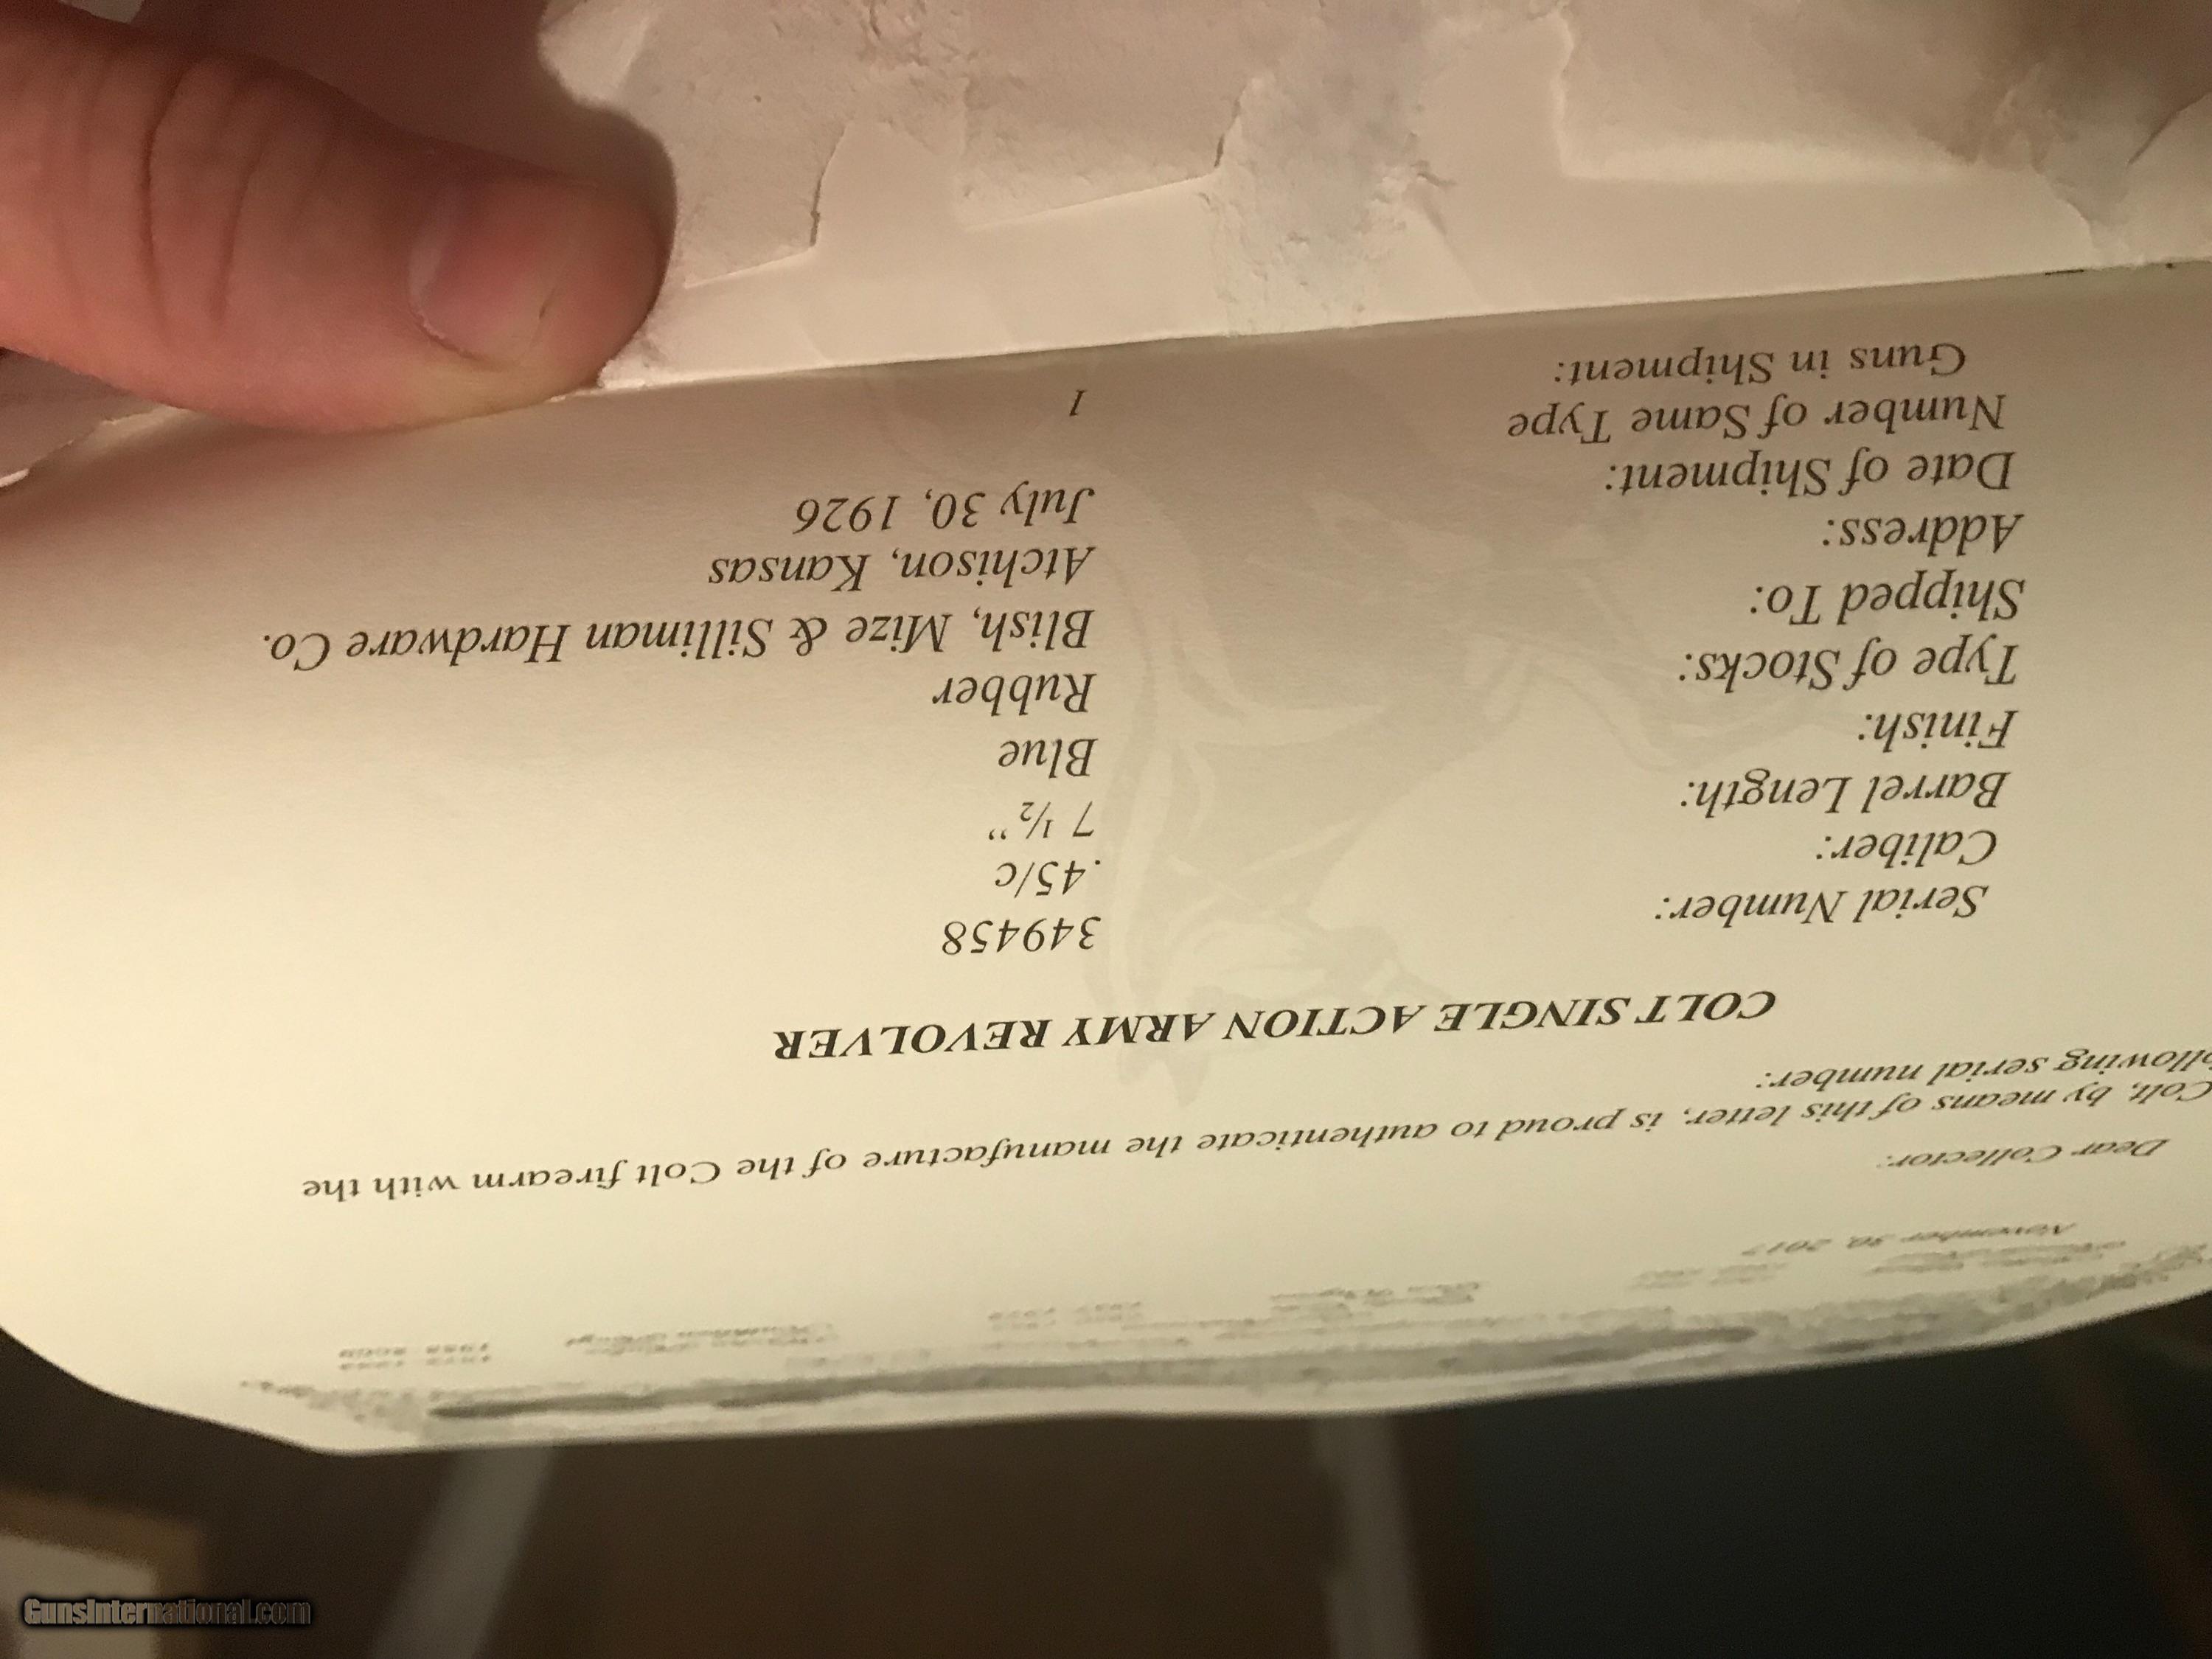 November 30, 2017
Dear Collector:
Colt, by means of this letter, is proud to authenticate the manufacture of the Colt firearm with the
following serial number:
COLT SINGLE ACTION ARMY REVOLVER
Serial Number: 349458
Caliber: .45/c
Barrel Length: 7 ½”
Finish: Blue
Type of Stocks: Rubber
Shipped To: Blish, Mize & Silliman Hardware Co.
Address: Atchison, Kansas
Date of Shipment: July 30, 1926
Number of Same Type
Guns in Shipment: 1
GunsInternational.com